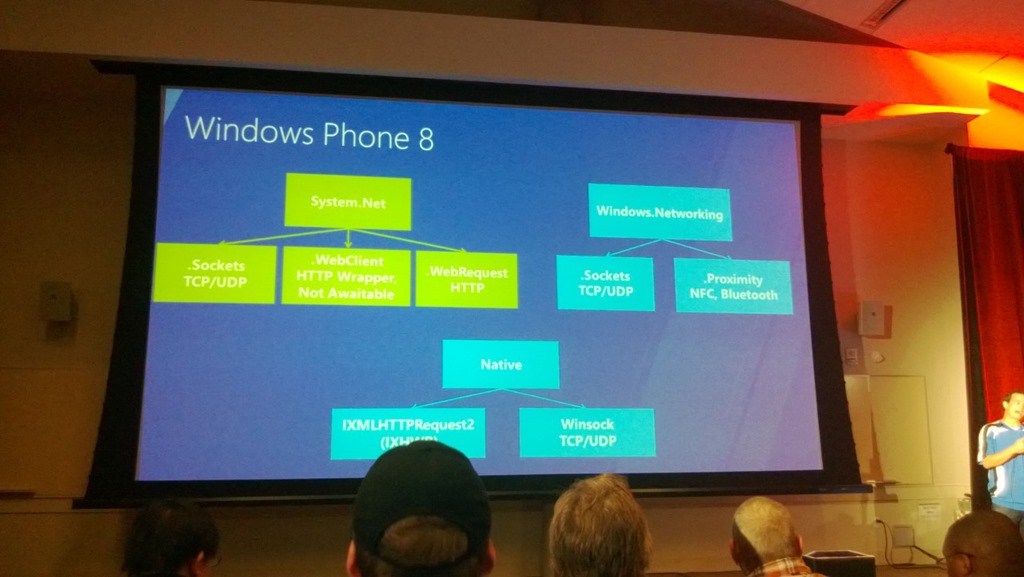 Windows Phone 8
System.Net
.Sockets
TCP/UDP
.WebClient
HTTP Wrapper.
Not Awaitable
.WebRequest
HTTP
Windows.Networking
.Sockets
TCP/UDP
.Proximity
NFC, Bluetooth
Native
IXMLHTTPRequest2
Winsock
TCP/UDP